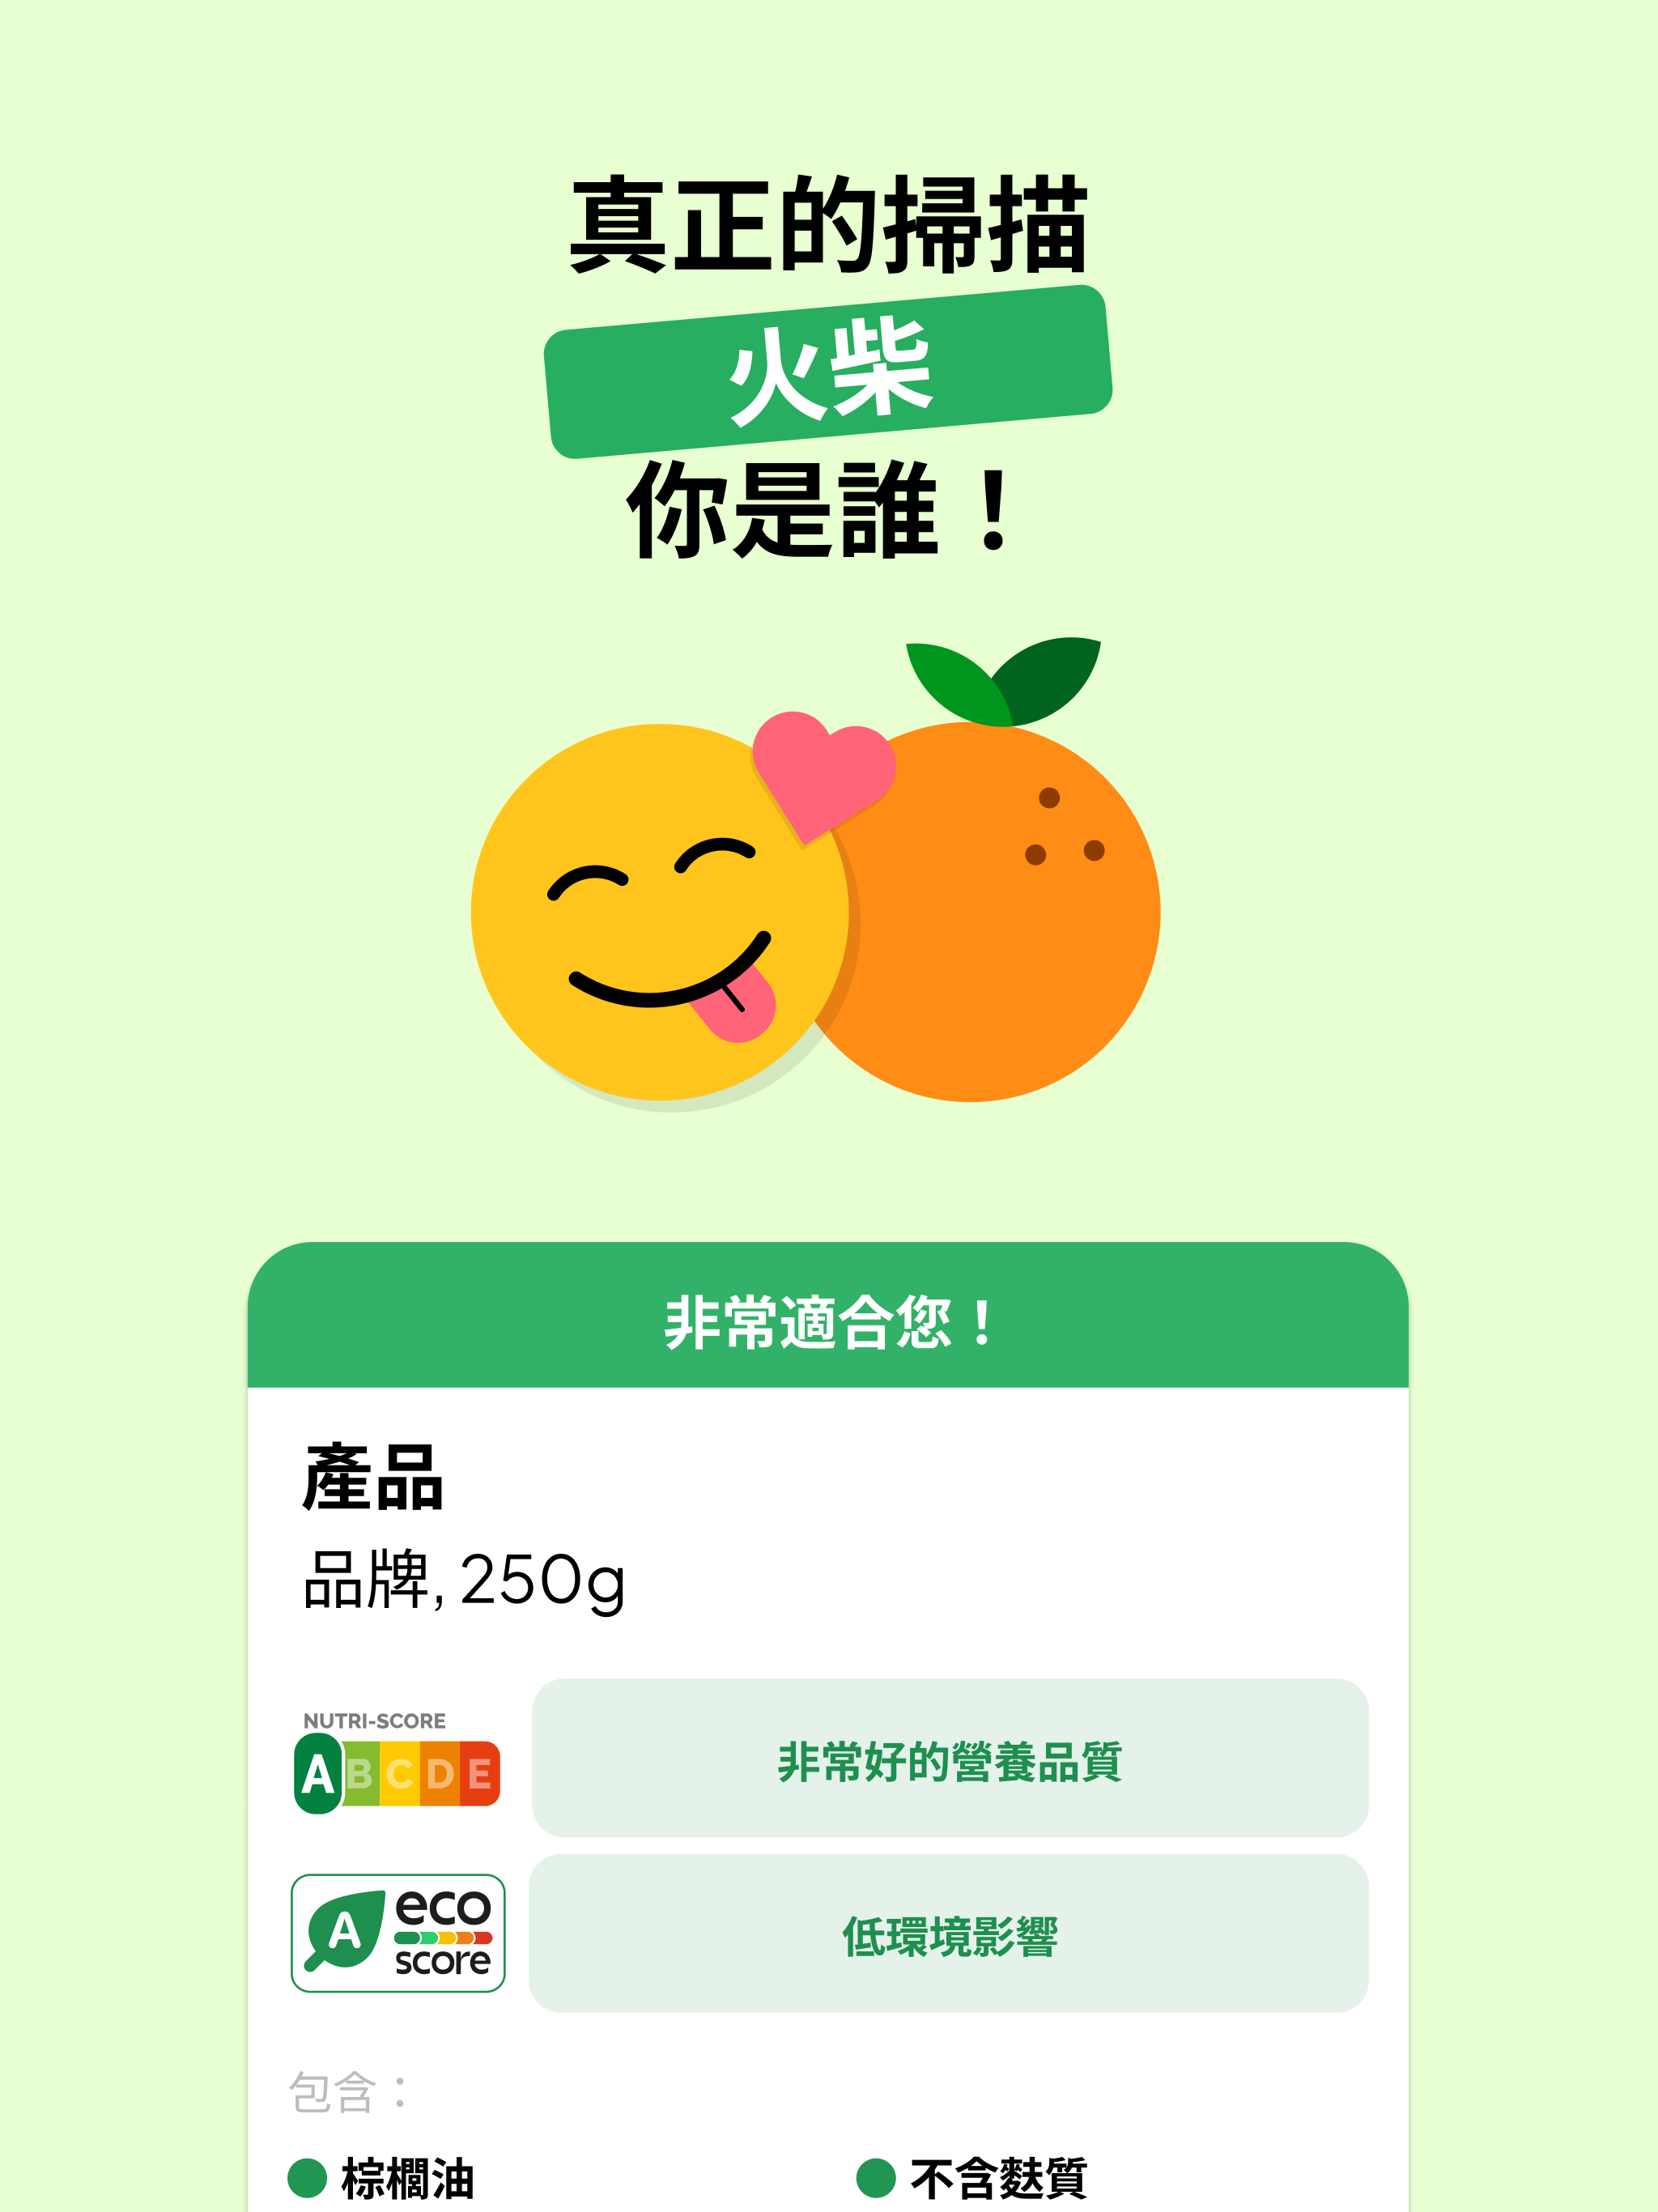 真正的掃描
火柴
你是誰！
非常適合您！
產品
品牌, 250g
NUTRI-SCORE
A B C D E
非常好的營養品質
A eco score
低環境影響
包含：
棕櫚油 不含麩質